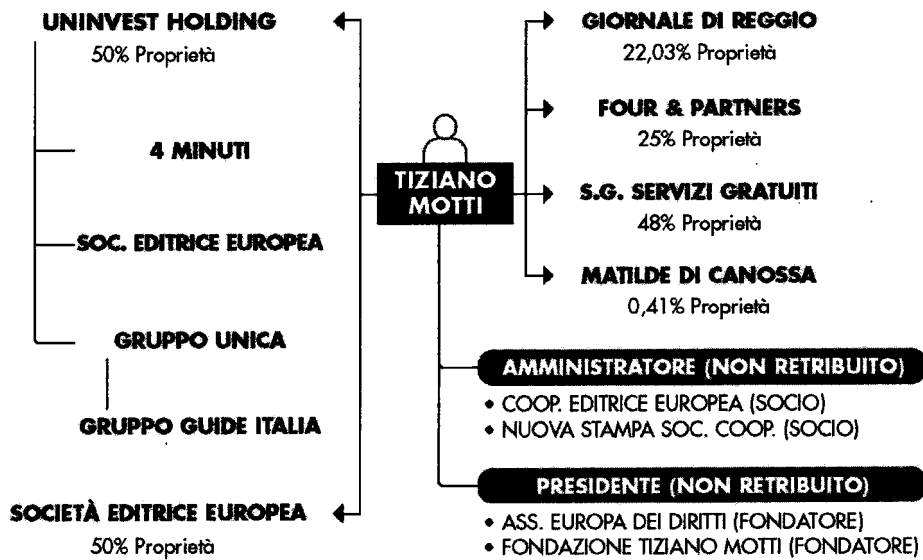 UNINVEST HOLDING
50% Proprietà
4 MINUTI
SOC. EDITRICE EUROPEA
GRUPPO UNICA
GRUPPO GUIDE ITALIA
SOCIETÀ EDITRICE EUROPEA
50% Proprietà
TIZIANO
MOTTI
GIORNALE DI REGGIO
22,03% Proprietà
FOUR & PARTNERS
25% Proprietà
S.G. SERVIZI GRATUITI
48% Proprietà
MATILDE DI CANOSSA
0,41% Proprietà
AMMINISTRATORE (NON RETRIBUITO)
• COOP. EDITRICE EUROPEA (SOCIO)
• NUOVA STAMPA SOC. COOP. (SOCIO)
PRESIDENTE (NON RETRIBUITO)
• ASS. EUROPA DEI DIRITTI (FONDATORE)
• FONDAZIONE TIZIANO MOTTI (FONDATORE)